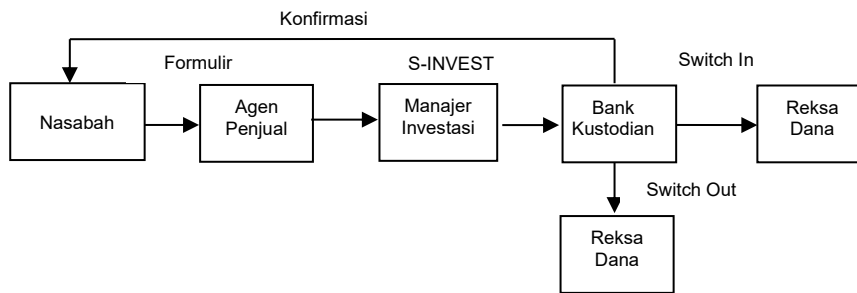 Konfirmasi
Formulir
S-INVEST
Switch In
Nasabah
Agen
Penjual
Manajer
Investasi
Bank
Kustodian
Reksa
Dana
Switch Out
Reksa
Dana